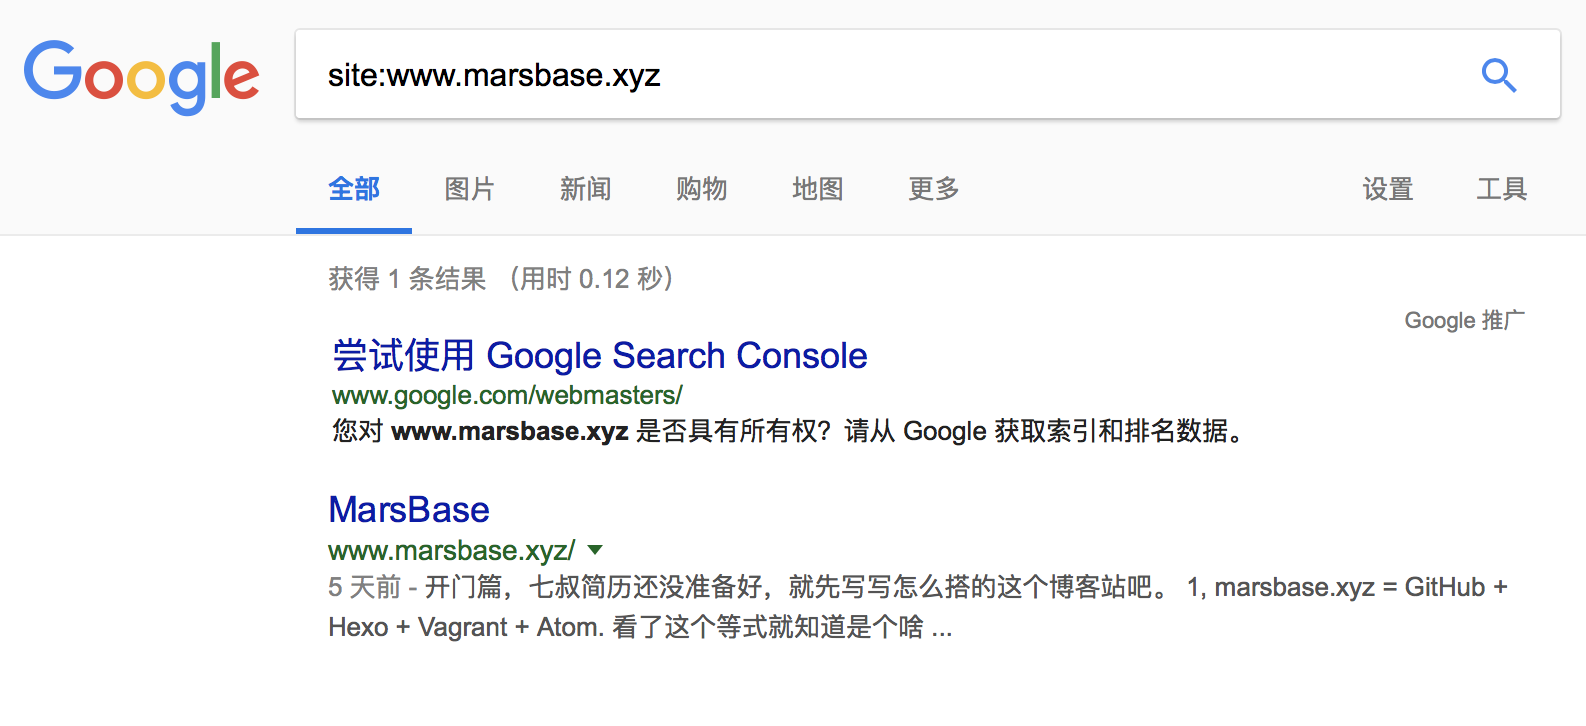 Google
site:www.marsbase.xyz
全部 图片 新闻 购物 地图 更多 设置 工具
获得 1 条结果 （用时 0.12 秒）
Google 推广
尝试使用 Google Search Console
www.google.com/webmasters/
您对 www.marsbase.xyz 是否具有所有权？请从 Google 获取索引和排名数据。
MarsBase
www.marsbase.xyz/
5 天前 - 开门篇，七叔简历还没准备好，就先写写怎么搭的这个博客站吧。 1, marsbase.xyz = GitHub +
Hexo + Vagrant + Atom. 看了这个等式就知道是个啥 ...